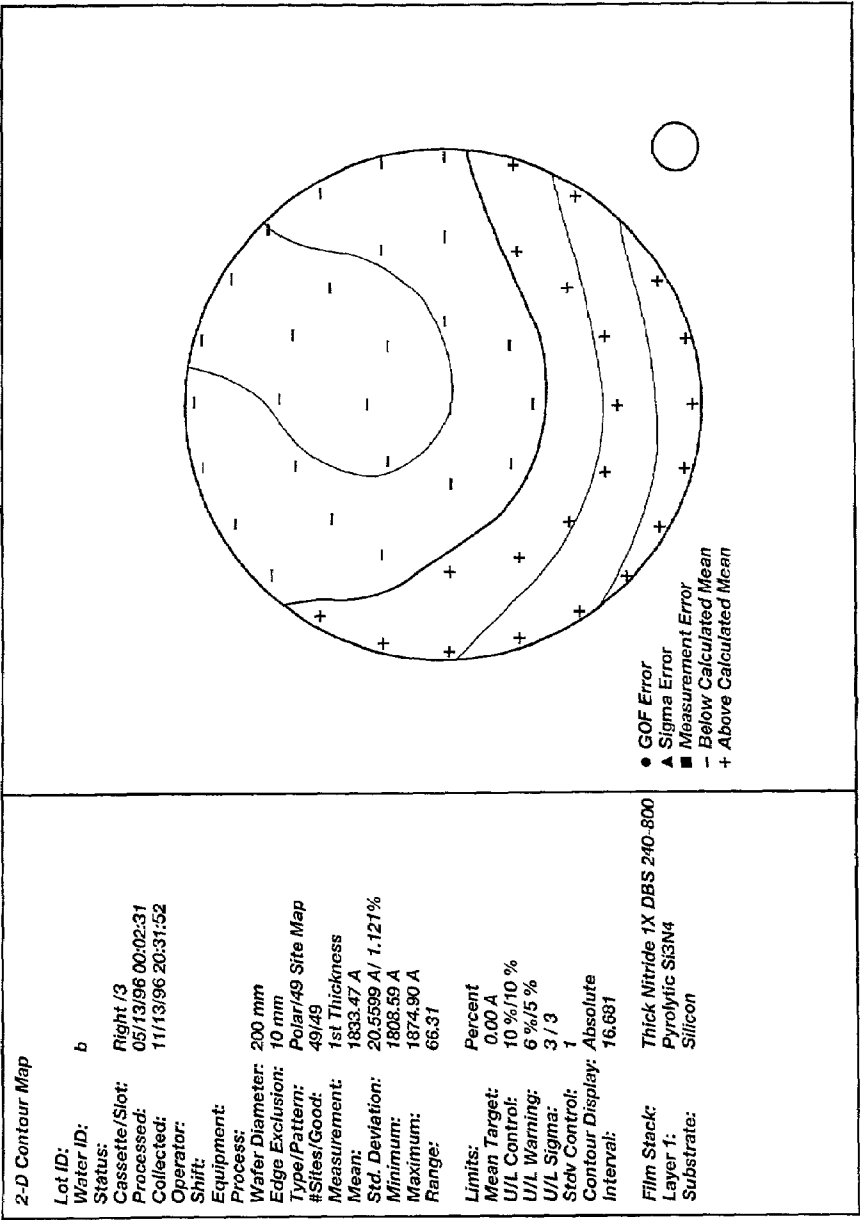 2-D Contour Map
Lot ID:
Water ID: b
Status:
Cassette/Slot: Right /3
Processed: 05/13/96 00:02:31
Collected: 11/13/96 20:31:52
Operator:
Shift:
Equipment:
Process:
Wafer Diameter: 200 mm
Edge Exclusion: 10 mm
Type/Pattern: Polar/49 Site Map
#Sites/Good: 49/49
Measurement: 1st Thickness
Mean: 1833.47 A
Std. Deviation: 20.5599 A/ 1.121%
Minimum: 1808.59 A
Maximum: 1874.90 A
Range: 66.31
Limits: Percent
Mean Target: 0.00 A
U/L Control: 10 %/10 %
U/L Warning: 6 %/5 %
U/L Sigma: 3 / 3
Stdv Control: 1
Contour Display: Absolute
Interval: 16.681
Film Stack: Thick Nitride 1X DBS 240-800
Layer 1: Pyrolytic Si3N4
Substrate: Silicon
● GOF Error
▲ Sigma Error
■ Measurement Error
− Below Calculated Mean
+ Above Calculated Mean